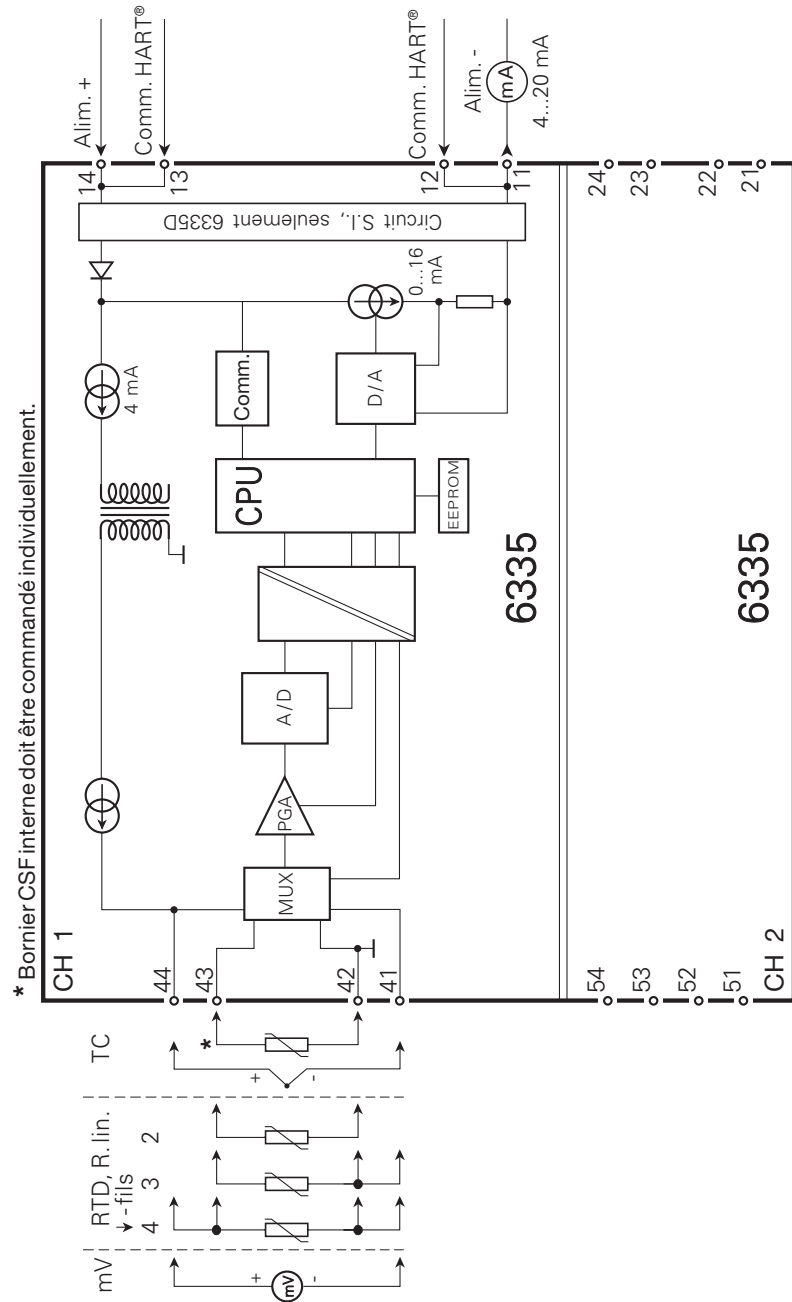 * Bornier CSF interne doit être commandé individuellement.
CH 1
mV
RTD, R. lin.
-fils
4
3
2
TC
+
-
mV
+
-
*
44
43
42
41
MUX
PGA
A/D
CPU
EEPROM
Comm.
D/A
4 mA
0...16
mA
Circuit S.I., seulement 6335D
14
13
12
11
Alim. +
Comm. HART®
Comm. HART®
Alim. -
mA
4...20 mA
6335
54
53
52
51
CH 2
6335
24
23
22
21